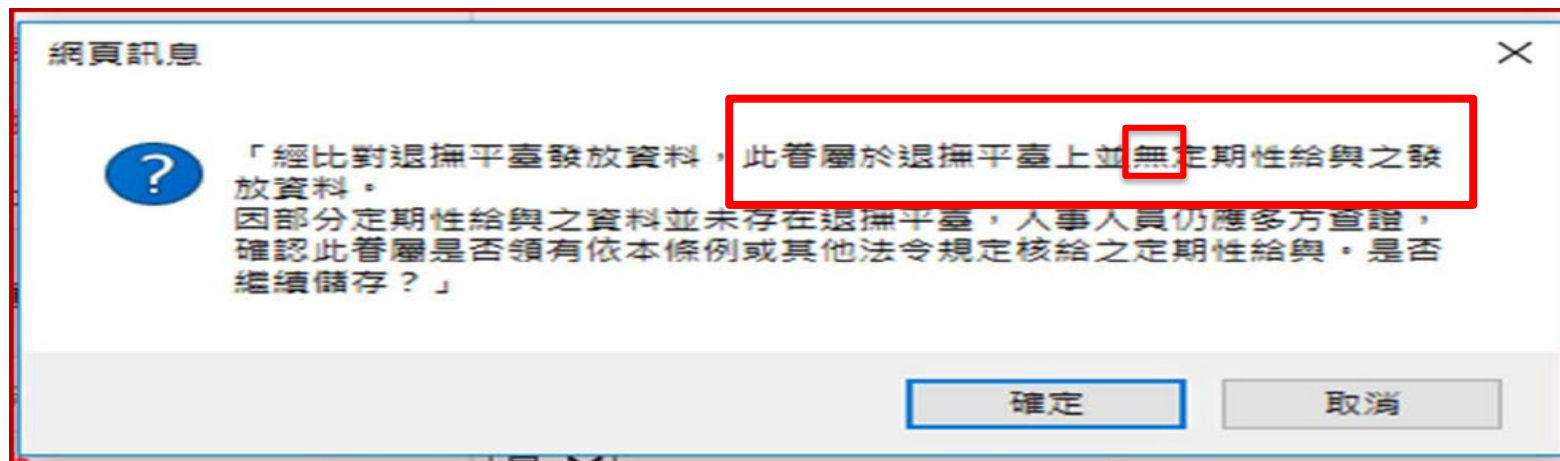 網頁訊息
「經比對退撫平臺發放資料，此眷屬於退撫平臺上並無定期性給與之發
放資料。
因部分定期性給與之資料並未存在退撫平臺，人事人員仍應多方查證，
確認此眷屬是否領有依本條例或其他法令規定核給之定期性給與。是否
繼續儲存？」
確定
取消